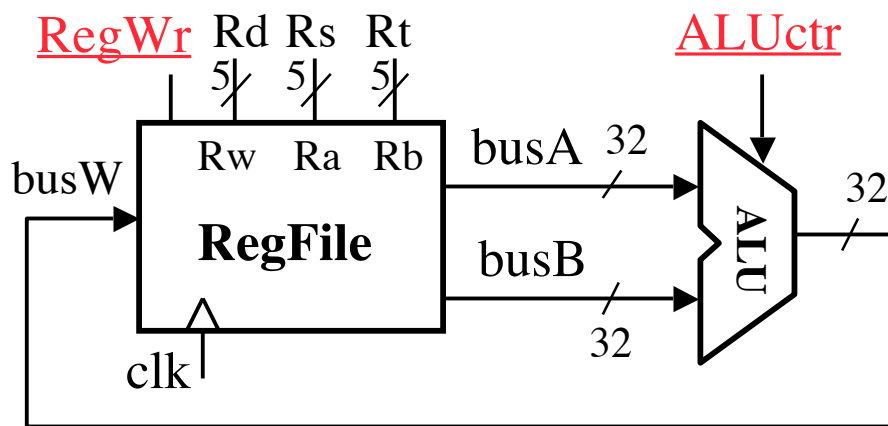 RegWr Rd Rs Rt ALUctr
5 5 5
Rw Ra Rb
busW
busA 32
32
RegFile
ALU
busB
32
clk